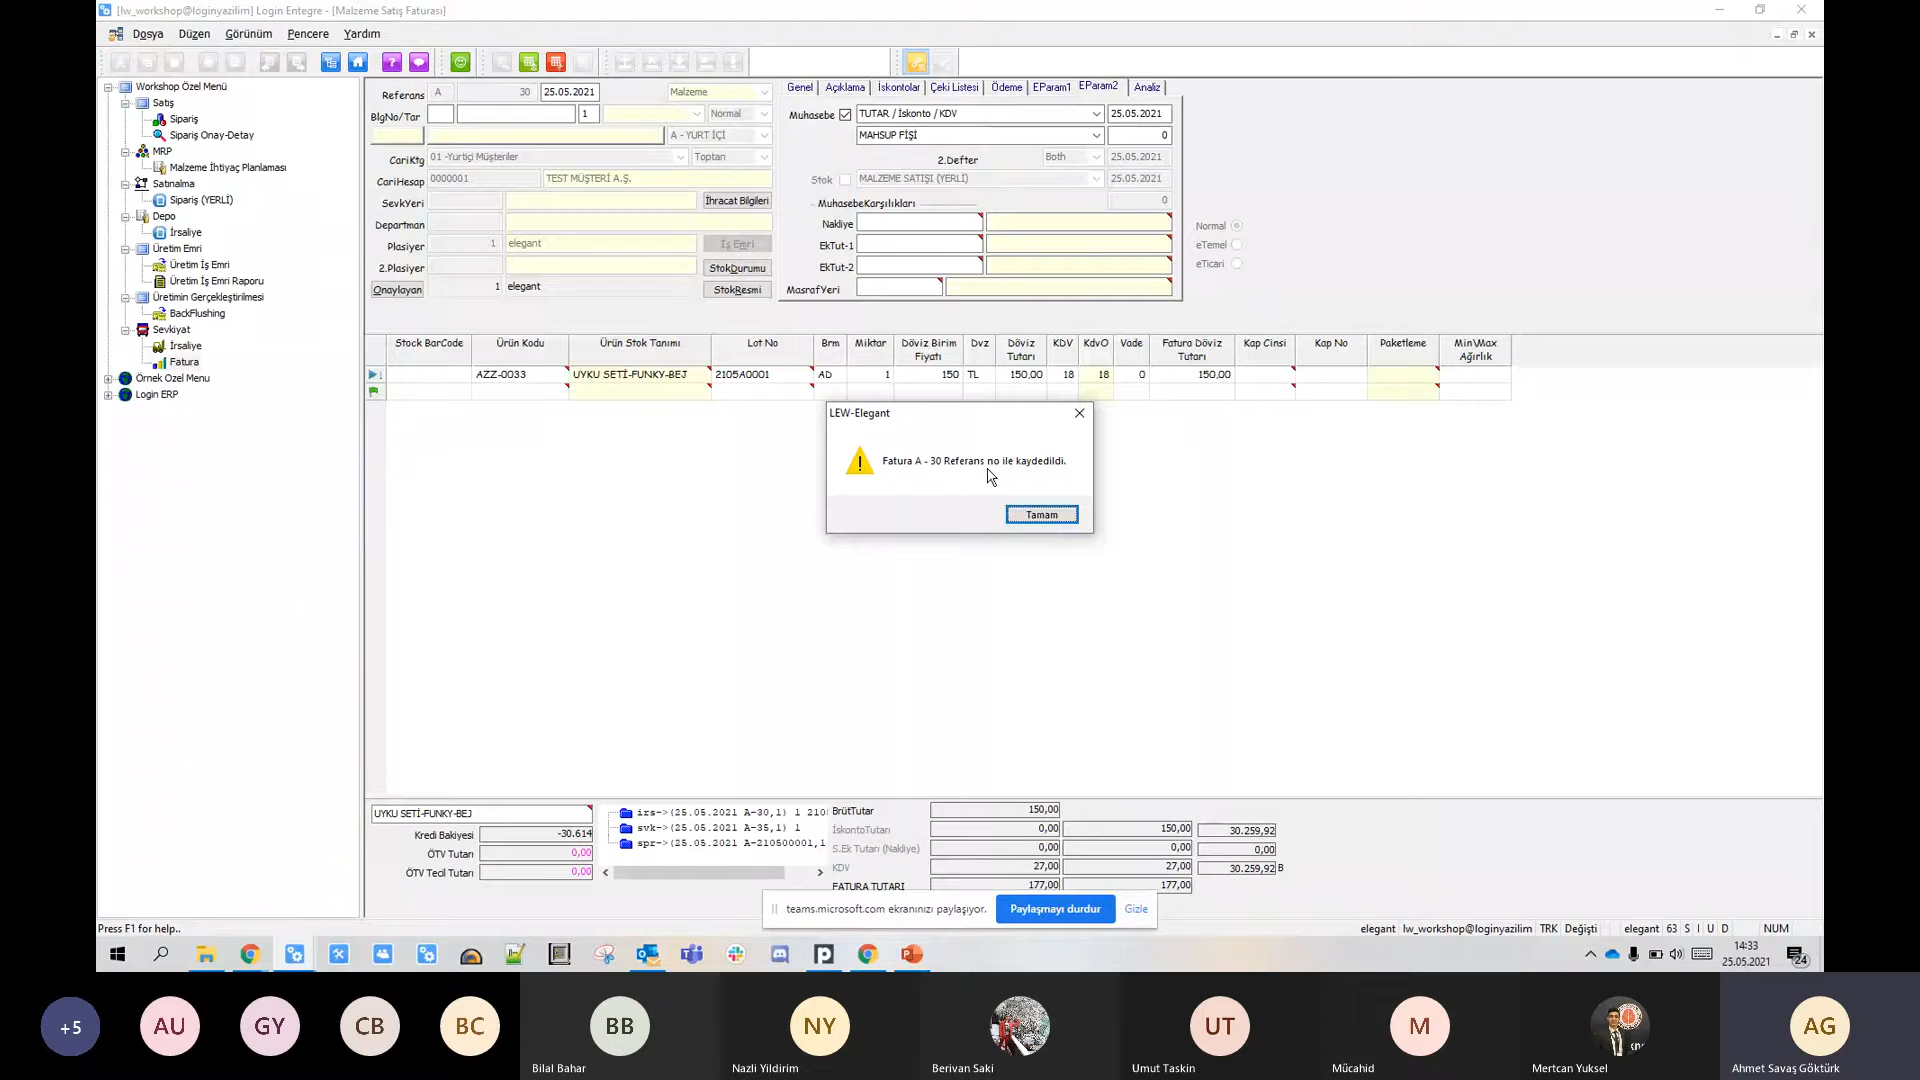 [lw_workshop@loginyazilim] Login Entegre - [Malzeme Satış Faturası]
Dosya Düzen Görünüm Pencere Yardım
Workshop Özel Menü
Satış
Sipariş
Sipariş Onay-Detay
MRP
Malzeme İhtiyaç Planlaması
Satınalma
Sipariş (YERLİ)
Depo
İrsaliye
Üretim Emri
Üretim İş Emri
Üretim İş Emri Raporu
Üretimin Gerçekleştirilmesi
BackFlushing
Sevkiyat
İrsaliye
Fatura
Örnek Özel Menu
Login ERP
Referans A 30 25.05.2021 Malzeme
BlgNo/Tar 1 Normal
A - YURT İÇİ
CariKtg 01 -Yurtiçi Müşteriler Toptan
CariHesap 0000001 TEST MÜŞTERİ A.Ş.
SevkYeri İhracat Bilgileri
Departman
Plasiyer 1 elegant İş Emri
2.Plasiyer StokDurumu
Onaylayan 1 elegant StokResmi
Genel Açıklama İskontolar Çeki Listesi Ödeme EParam1 EParam2 Analiz
Muhasebe TUTAR / İskonto / KDV 25.05.2021
MAHSUP FİŞİ 0
2.Defter Both 25.05.2021
Stok MALZEME SATIŞI (YERLİ) 25.05.2021
MuhasebeKarşılıkları 0
Nakliye
EkTut-1
EkTut-2
MasrafYeri
Normal
eTemel
eTicari
Stock BarCode Ürün Kodu Ürün Stok Tanımı Lot No Brm Miktar Döviz Birim Fiyatı Dvz Döviz Tutarı KDV KdvO Vade Fatura Döviz Tutarı Kap Cinsi Kap No Paketleme Min\Max Ağırlık
1 AZZ-0033 UYKU SETİ-FUNKY-BEJ 2105A0001 AD 1 150 TL 150,00 18 18 0 150,00
LEW-Elegant
Fatura A - 30 Referans no ile kaydedildi.
Tamam
UYKU SETİ-FUNKY-BEJ
Kredi Bakiyesi -30.614
ÖTV Tutarı 0,00
ÖTV Tecil Tutarı 0,00
irs->(25.05.2021 A-30,1) 1 210
svk->(25.05.2021 A-35,1) 1
spr->(25.05.2021 A-210500001,1
BrütTutar 150,00
İskontoTutarı 0,00 150,00 30.259,92
S.Ek Tutarı (Nakliye) 0,00 0,00 0,00
KDV 27,00 27,00 30.259,92 B
FATURA TUTARI 177,00 177,00
teams.microsoft.com ekranınızı paylaşıyor. Paylaşmayı durdur Gizle
Press F1 for help.. elegant lw_workshop@loginyazilim TRK Değişti elegant 63 S I U D NUM
14:33
25.05.2021
24
+5 AU GY CB BC BB NY UT M AG
Bilal Bahar Nazli Yildirim Berivan Saki Umut Taskin Mücahid Mertcan Yuksel Ahmet Savaş Göktürk